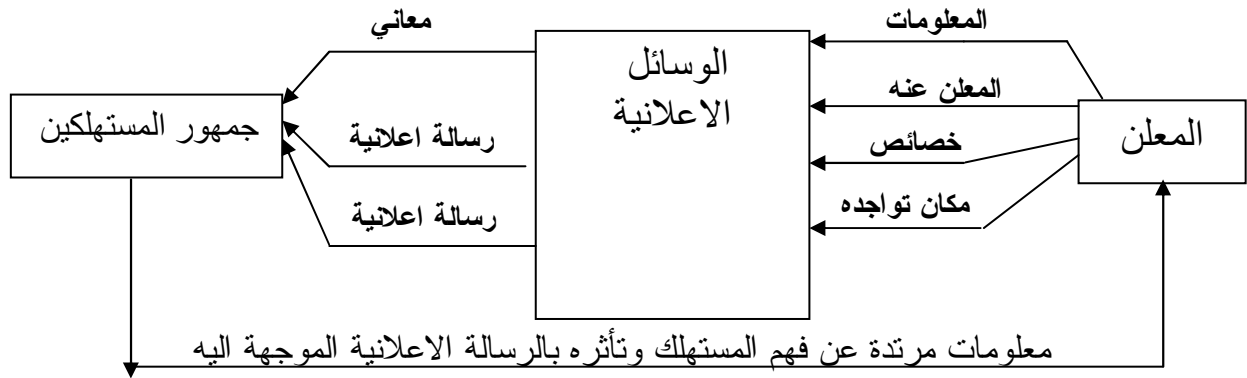 المعلومات
معاني
الوسائل
الاعلانية
المعلن عنه
المعلن
جمهور المستهلكين
رسالة اعلانية
خصائص
مكان تواجده
رسالة اعلانية
معلومات مرتدة عن فهم المستهلك وتأثره بالرسالة الاعلانية الموجهة اليه